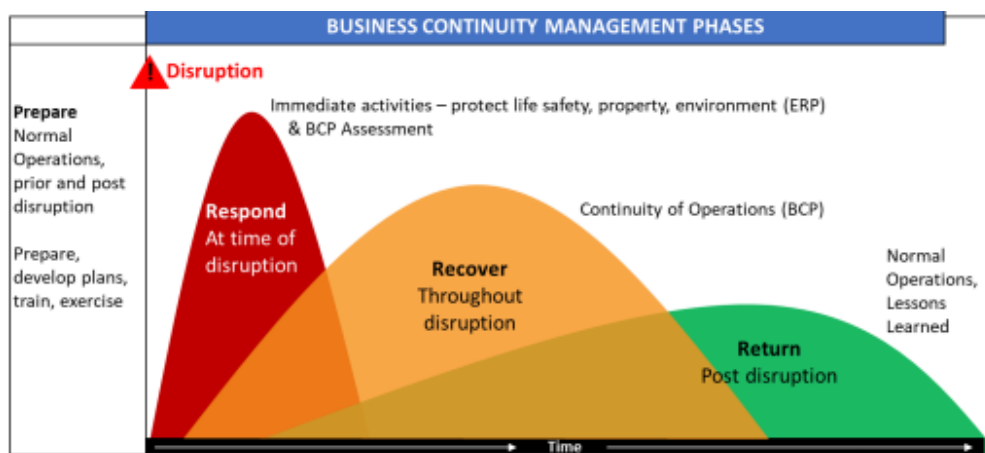 BUSINESS CONTINUITY MANAGEMENT PHASES
! Disruption
Prepare
Normal
Operations,
prior and post
disruption
Prepare,
develop plans,
train, exercise
Immediate activities – protect life safety, property, environment (ERP)
& BCP Assessment
Respond
At time of
disruption
Continuity of Operations (BCP)
Recover
Throughout
disruption
Normal
Operations,
Lessons
Learned
Return
Post disruption
Time